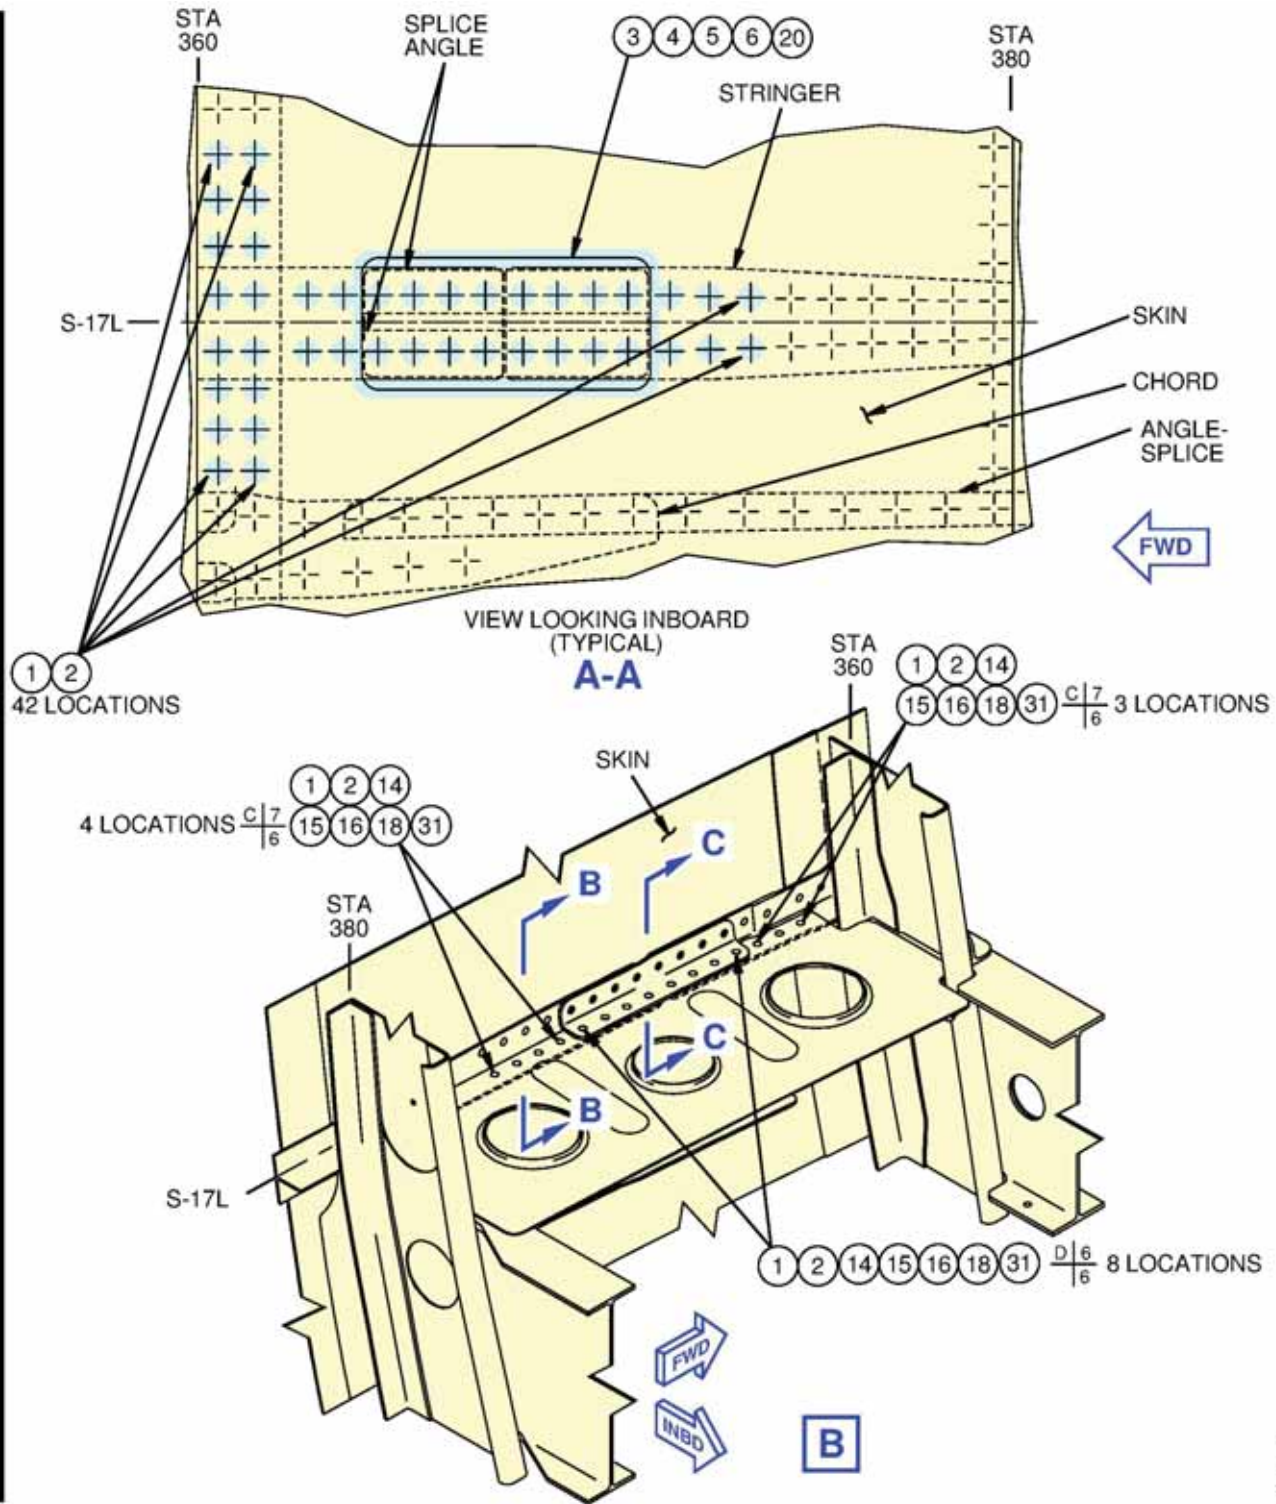 STA
360
SPLICE
ANGLE
3 4 5 6 20
STA
380
STRINGER
S-17L
SKIN
CHORD
ANGLE-
SPLICE
FWD
VIEW LOOKING INBOARD
(TYPICAL)
A-A
1 2
42 LOCATIONS
STA
360
1 2 14
15 16 18 31 C 7 6 3 LOCATIONS
SKIN
1 2 14
4 LOCATIONS C 7 6 15 16 18 31
B
C
STA
380
C
B
S-17L
1 2 14 15 16 18 31 D 6 6 8 LOCATIONS
FWD
INBD
B